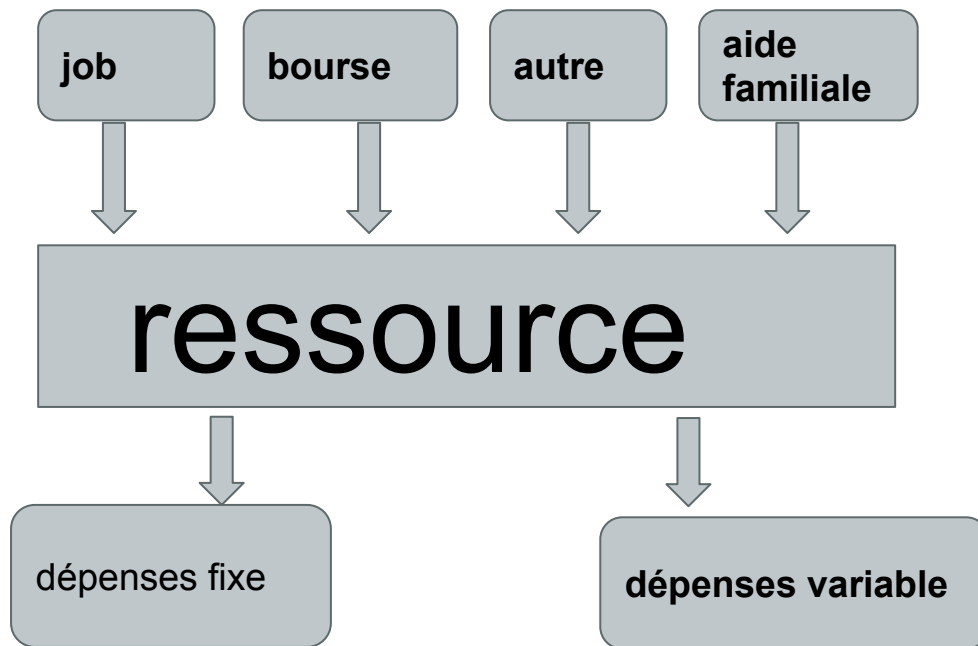 job
bourse
autre
aide
familiale
ressource
dépenses fixe
dépenses variable